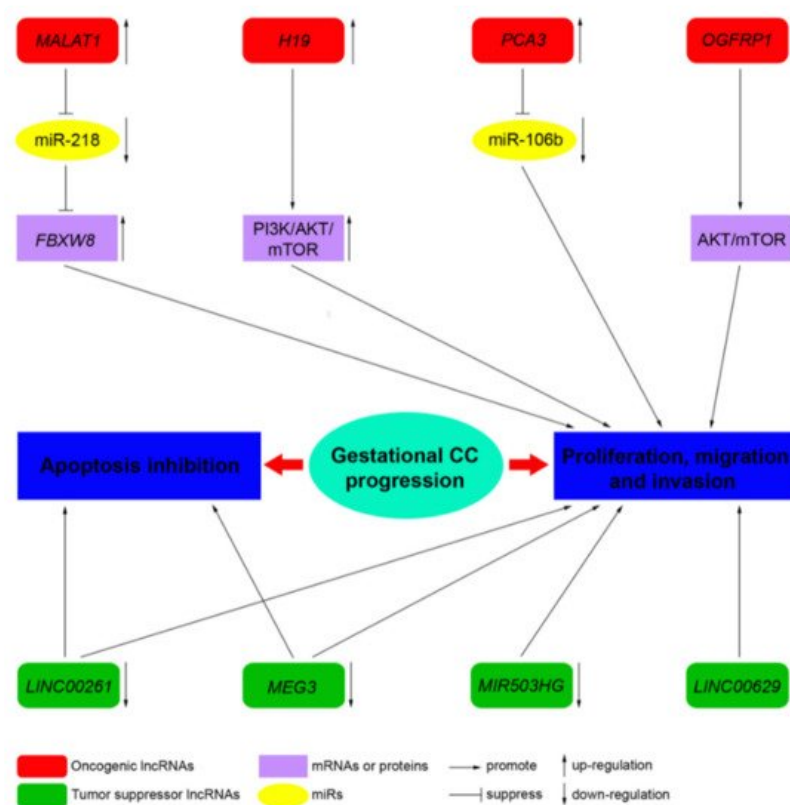 MALAT1
H19
PCA3
OGFRP1
miR-218
miR-106b
FBXW8
PI3K/AKT/
mTOR
AKT/mTOR
Apoptosis inhibition
Gestational CC
progression
Proliferation, migration
and invasion
LINC00261
MEG3
MIR503HG
LINC00629
Oncogenic lncRNAs
mRNAs or proteins
promote
up-regulation
Tumor suppressor lncRNAs
miRs
suppress
down-regulation